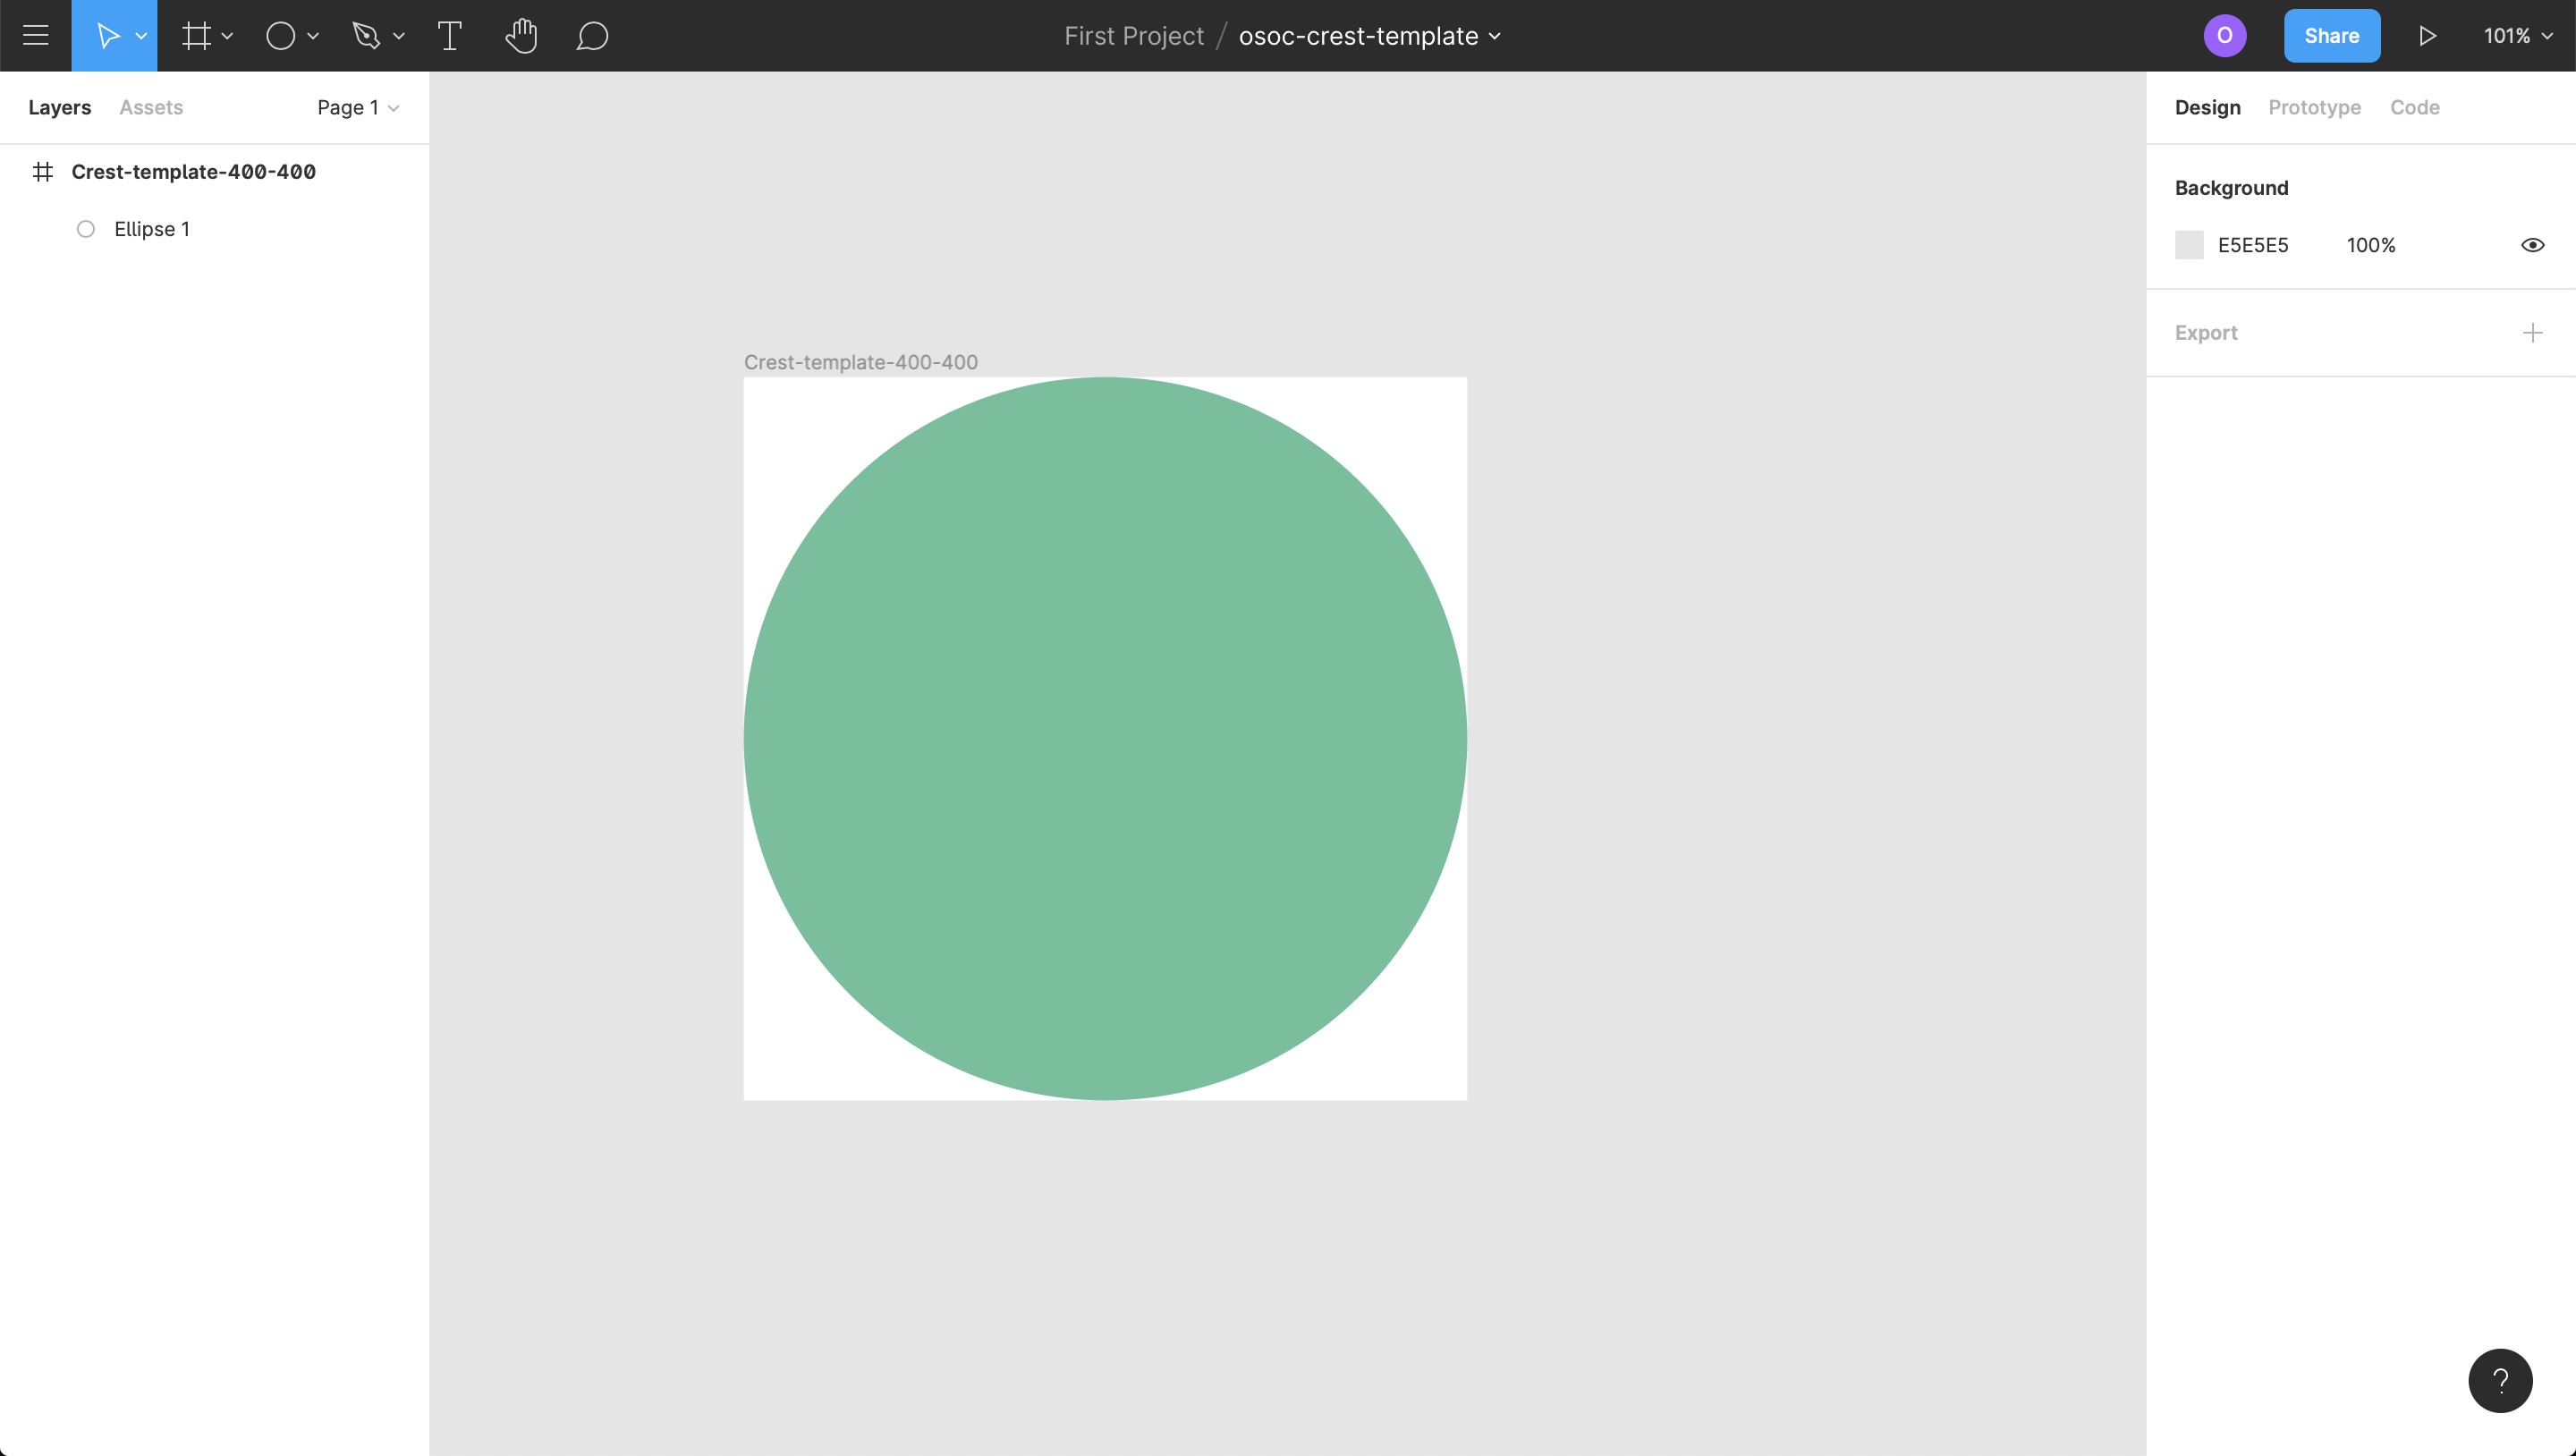 First Project / osoc-crest-template
O
Share
101%
Layers Assets Page 1
Design Prototype Code
Crest-template-400-400
Ellipse 1
Background
E5E5E5 100%
Export
Crest-template-400-400
?